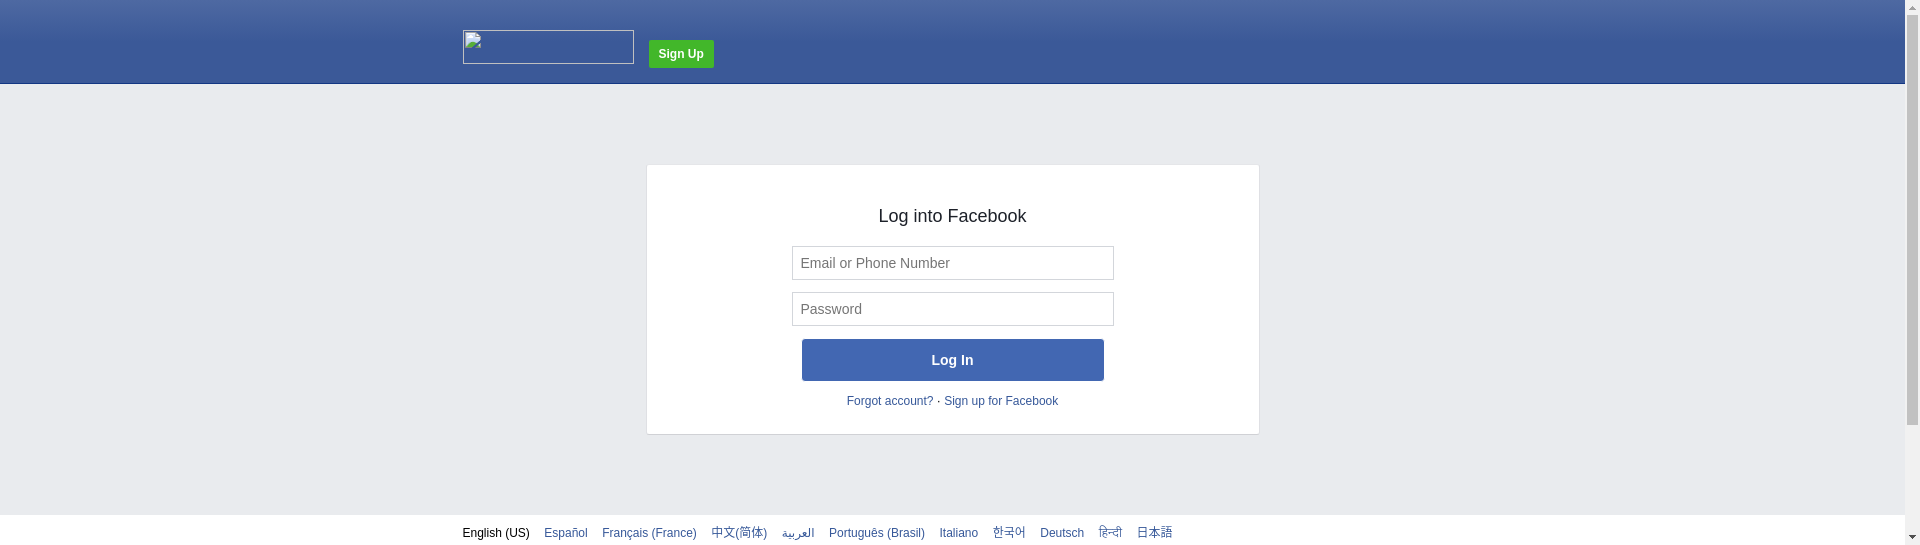 Sign Up
Log into Facebook
Email or Phone Number
Password
Log In
Forgot account? · Sign up for Facebook
English (US) Español Français (France) 中文(简体) العربية Português (Brasil) Italiano 한국어 Deutsch हिन्दी 日本語